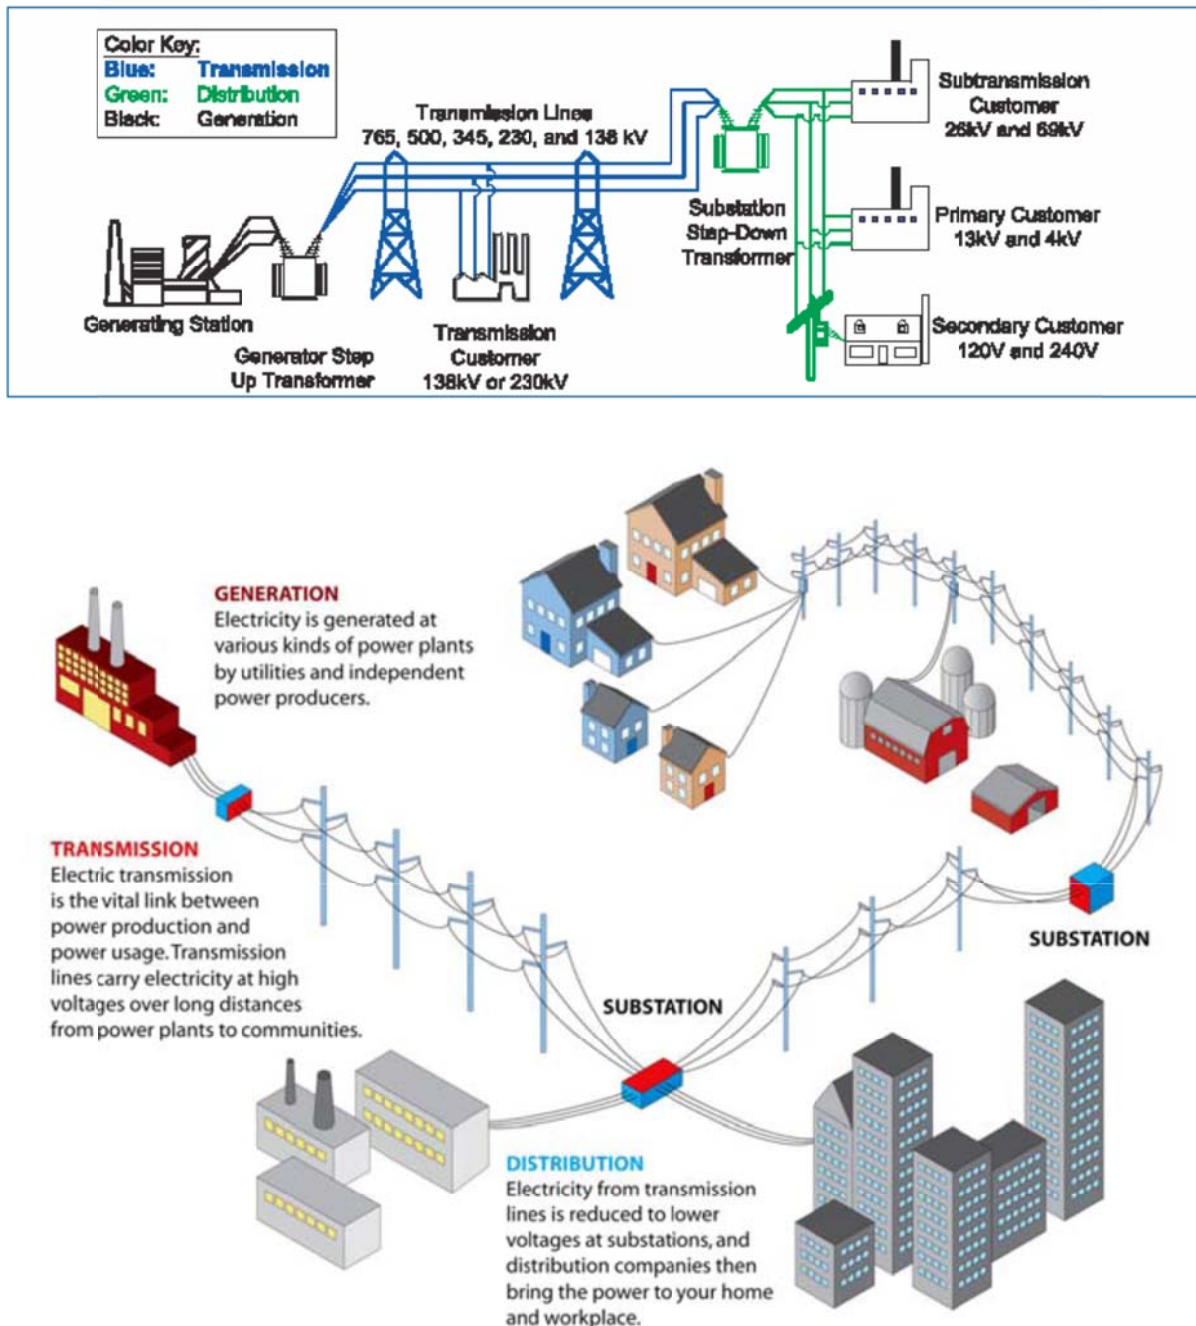 Color Key:
Blue: Transmission
Green: Distribution
Black: Generation
Transmission Lines
765, 500, 345, 230, and 138 kV
Subtransmission
Customer
26kV and 69kV
Substation
Step-Down
Transformer
Primary Customer
13kV and 4kV
Generating Station
Generator Step
Up Transformer
Transmission
Customer
138kV or 230kV
Secondary Customer
120V and 240V
GENERATION
Electricity is generated at
various kinds of power plants
by utilities and independent
power producers.
TRANSMISSION
Electric transmission
is the vital link between
power production and
power usage. Transmission
lines carry electricity at high
voltages over long distances
from power plants to communities.
SUBSTATION
SUBSTATION
DISTRIBUTION
Electricity from transmission
lines is reduced to lower
voltages at substations, and
distribution companies then
bring the power to your home
and workplace.